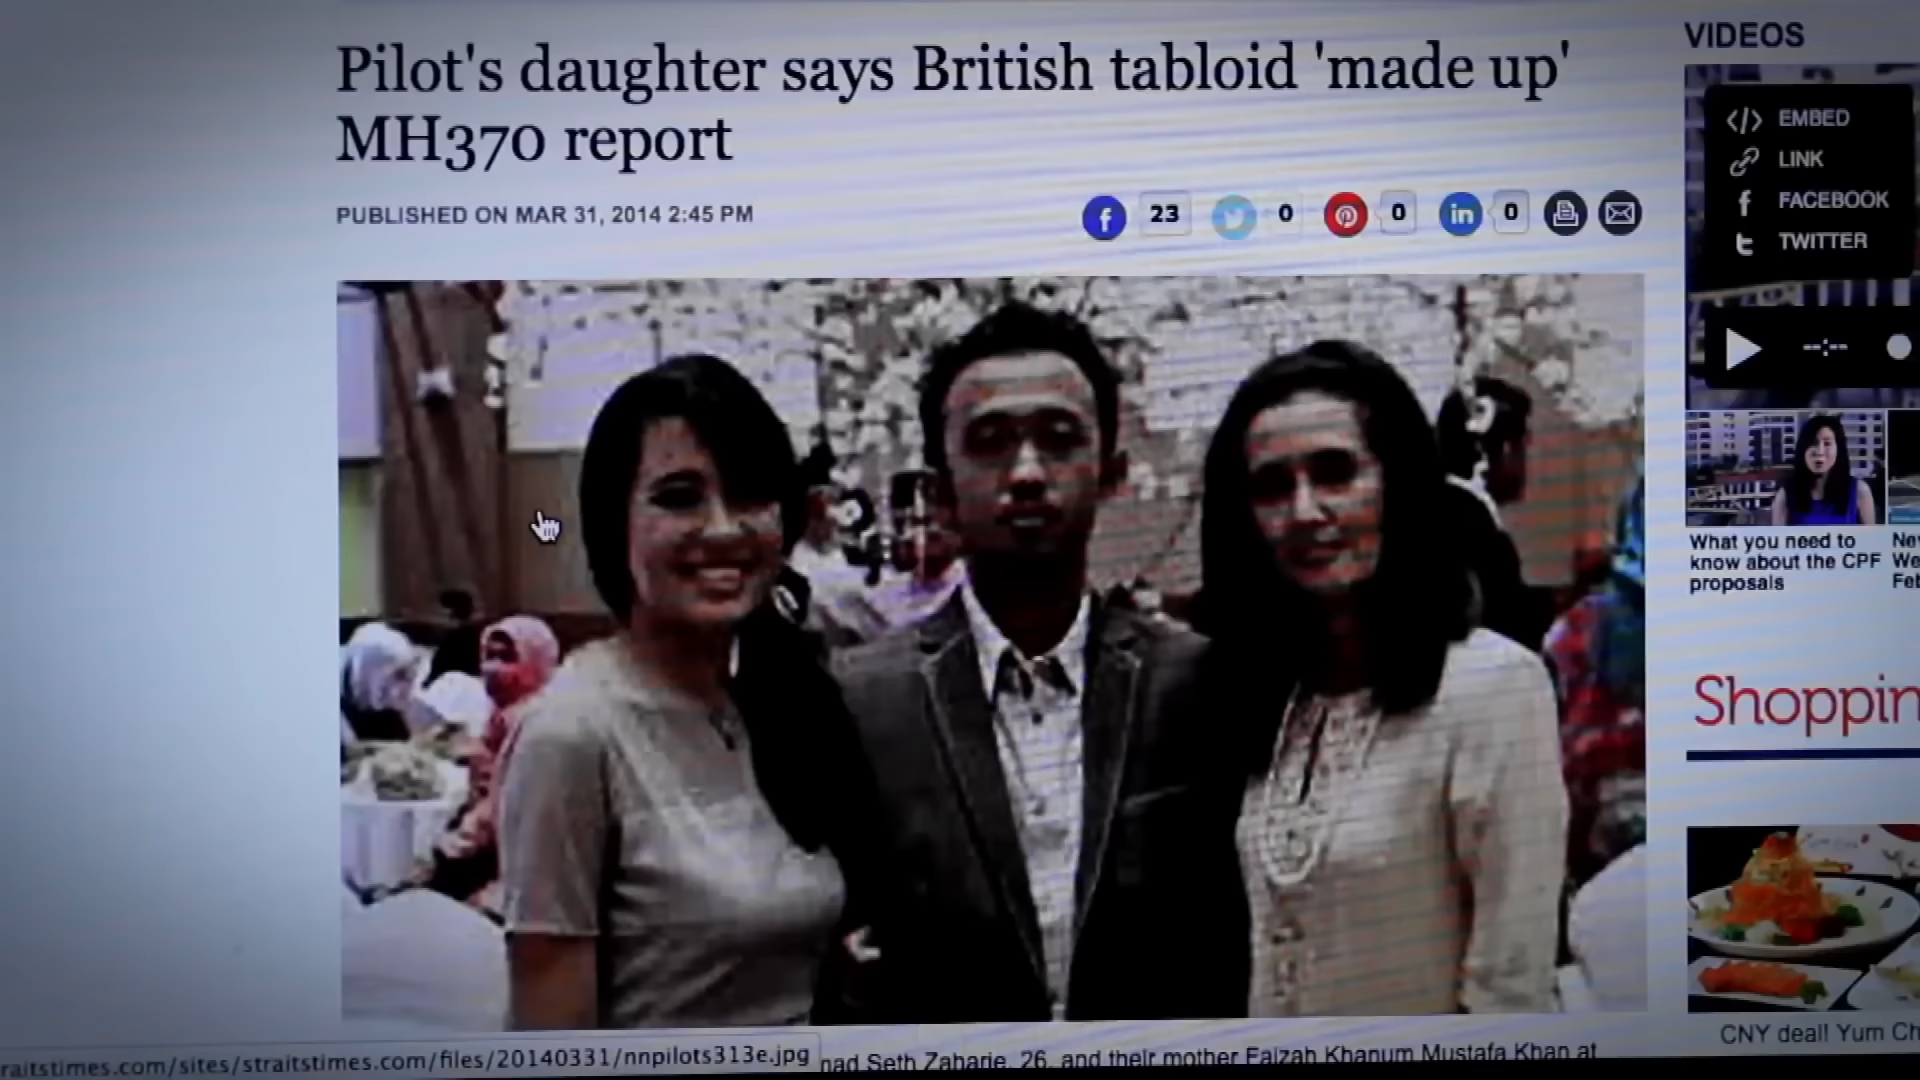 Pilot's daughter says British tabloid 'made up'
MH370 report
PUBLISHED ON MAR 31, 2014 2:45 PM
23
0
0
in
0
VIDEOS
EMBED
LINK
FACEBOOK
TWITTER
--:--
What you need to
know about the CPF
proposals
We
Feb
Shoppin
CNY deal! Yum Ch
raitstimes.com/sites/straitstimes.com/files/20140331/nnpilots313e.jpg
nad Seth Zaharie, 26, and their mother Faizah Khanum Mustafa Khan at